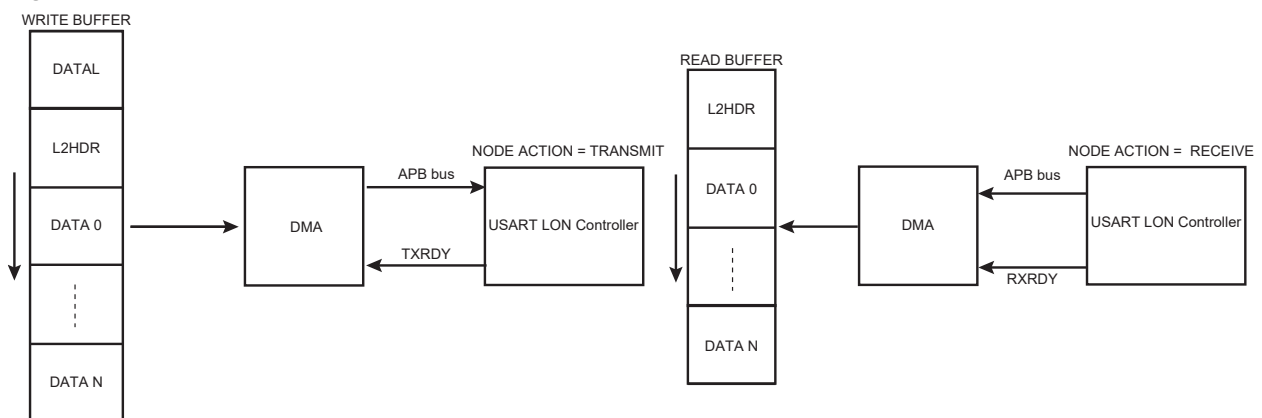 WRITE BUFFER
DATAL
L2HDR
DATA 0
DATA N
DMA
APB bus
TXRDY
NODE ACTION = TRANSMIT
USART LON Controller
READ BUFFER
L2HDR
DATA 0
DATA N
DMA
APB bus
RXRDY
NODE ACTION = RECEIVE
USART LON Controller